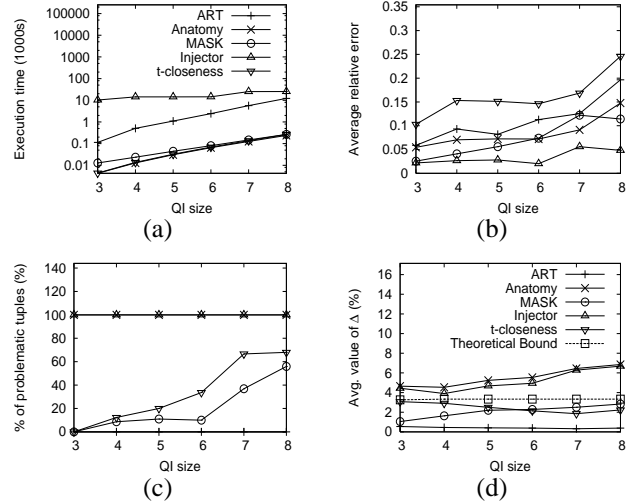 Execution time (1000s)
100000
10000
1000
100
10
1
0.1
0.01
ART
Anatomy
MASK
Injector
t-closeness
3 4 5 6 7 8
QI size
(a)
Average relative error
0.35
0.3
0.25
0.2
0.15
0.1
0.05
0
3 4 5 6 7 8
QI size
(b)
% of problematic tuples (%)
140
120
100
80
60
40
20
0
3 4 5 6 7 8
QI size
(c)
Avg. value of Δ (%)
16
14
12
10
8
6
4
2
0
ART
Anatomy
MASK
Injector
t-closeness
Theoretical Bound
3 4 5 6 7 8
QI size
(d)